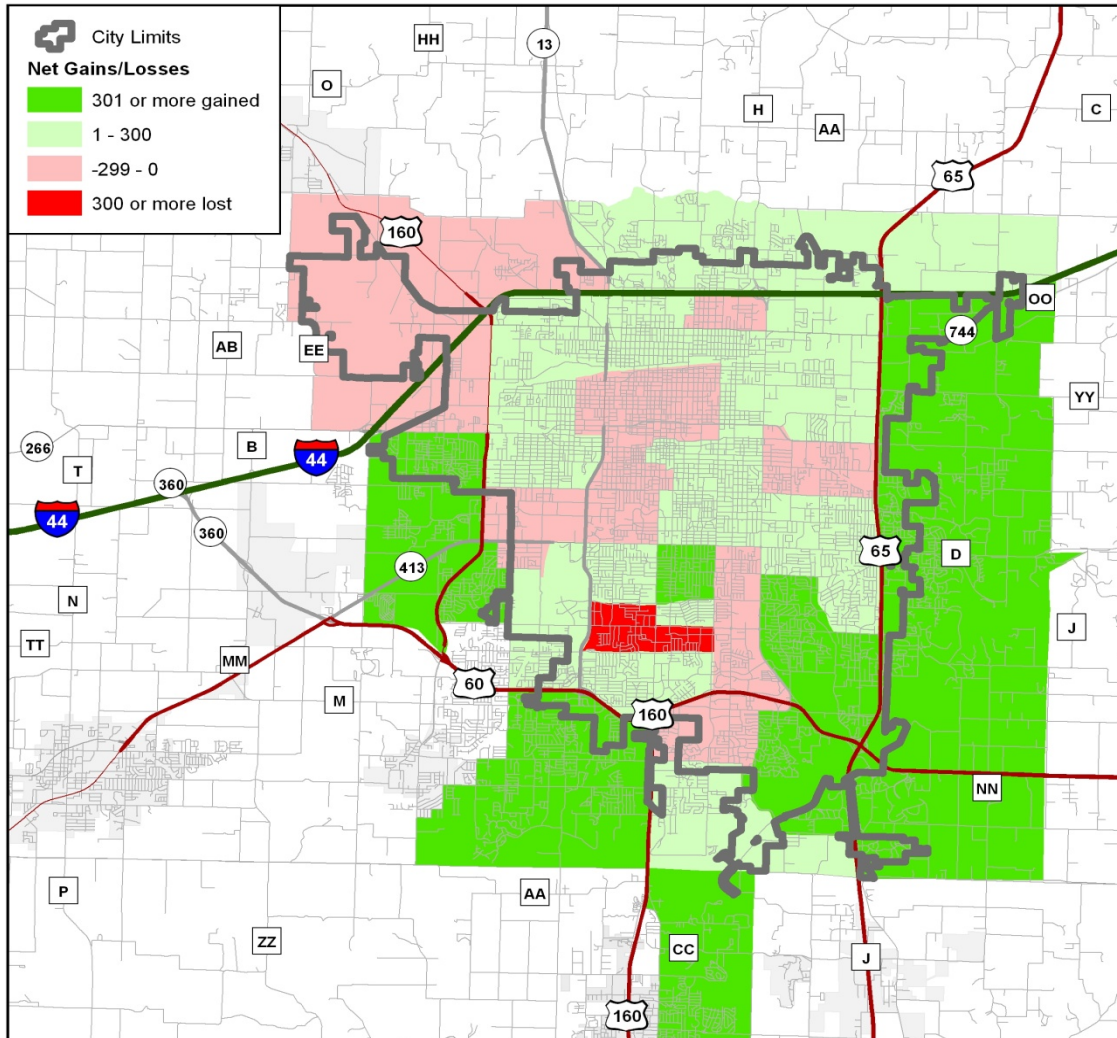 City Limits
Net Gains/Losses
301 or more gained
1 - 300
-299 - 0
300 or more lost
HH
13
O
H
AA
C
65
160
OO
744
AB
EE
YY
266
T
B
44
360
44
360
65
D
413
N
J
TT
MM
M
60
160
NN
P
AA
ZZ
CC
J
160